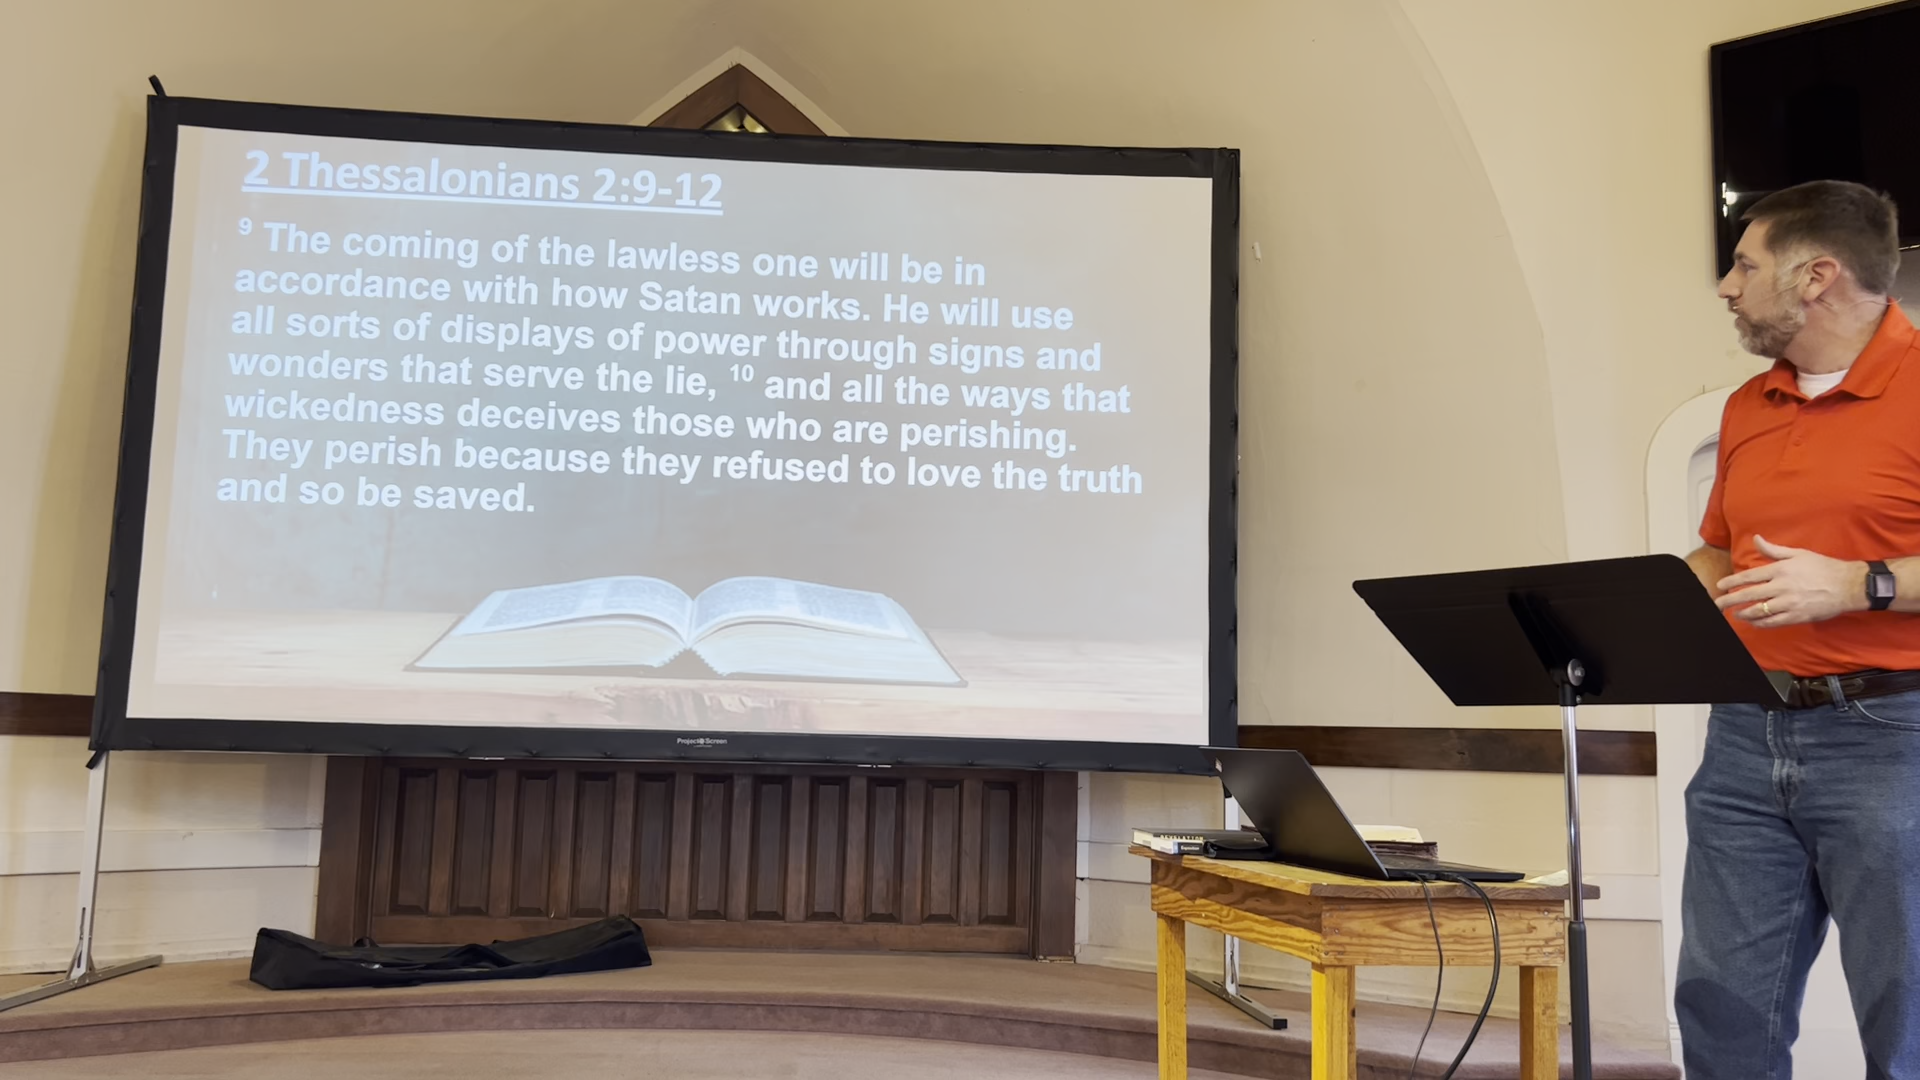 2 Thessalonians 2:9-12
9 The coming of the lawless one will be in
accordance with how Satan works. He will use
all sorts of displays of power through signs and
wonders that serve the lie, 10 and all the ways that
wickedness deceives those who are perishing.
They perish because they refused to love the truth
and so be saved.
Project Screen
REVELATION